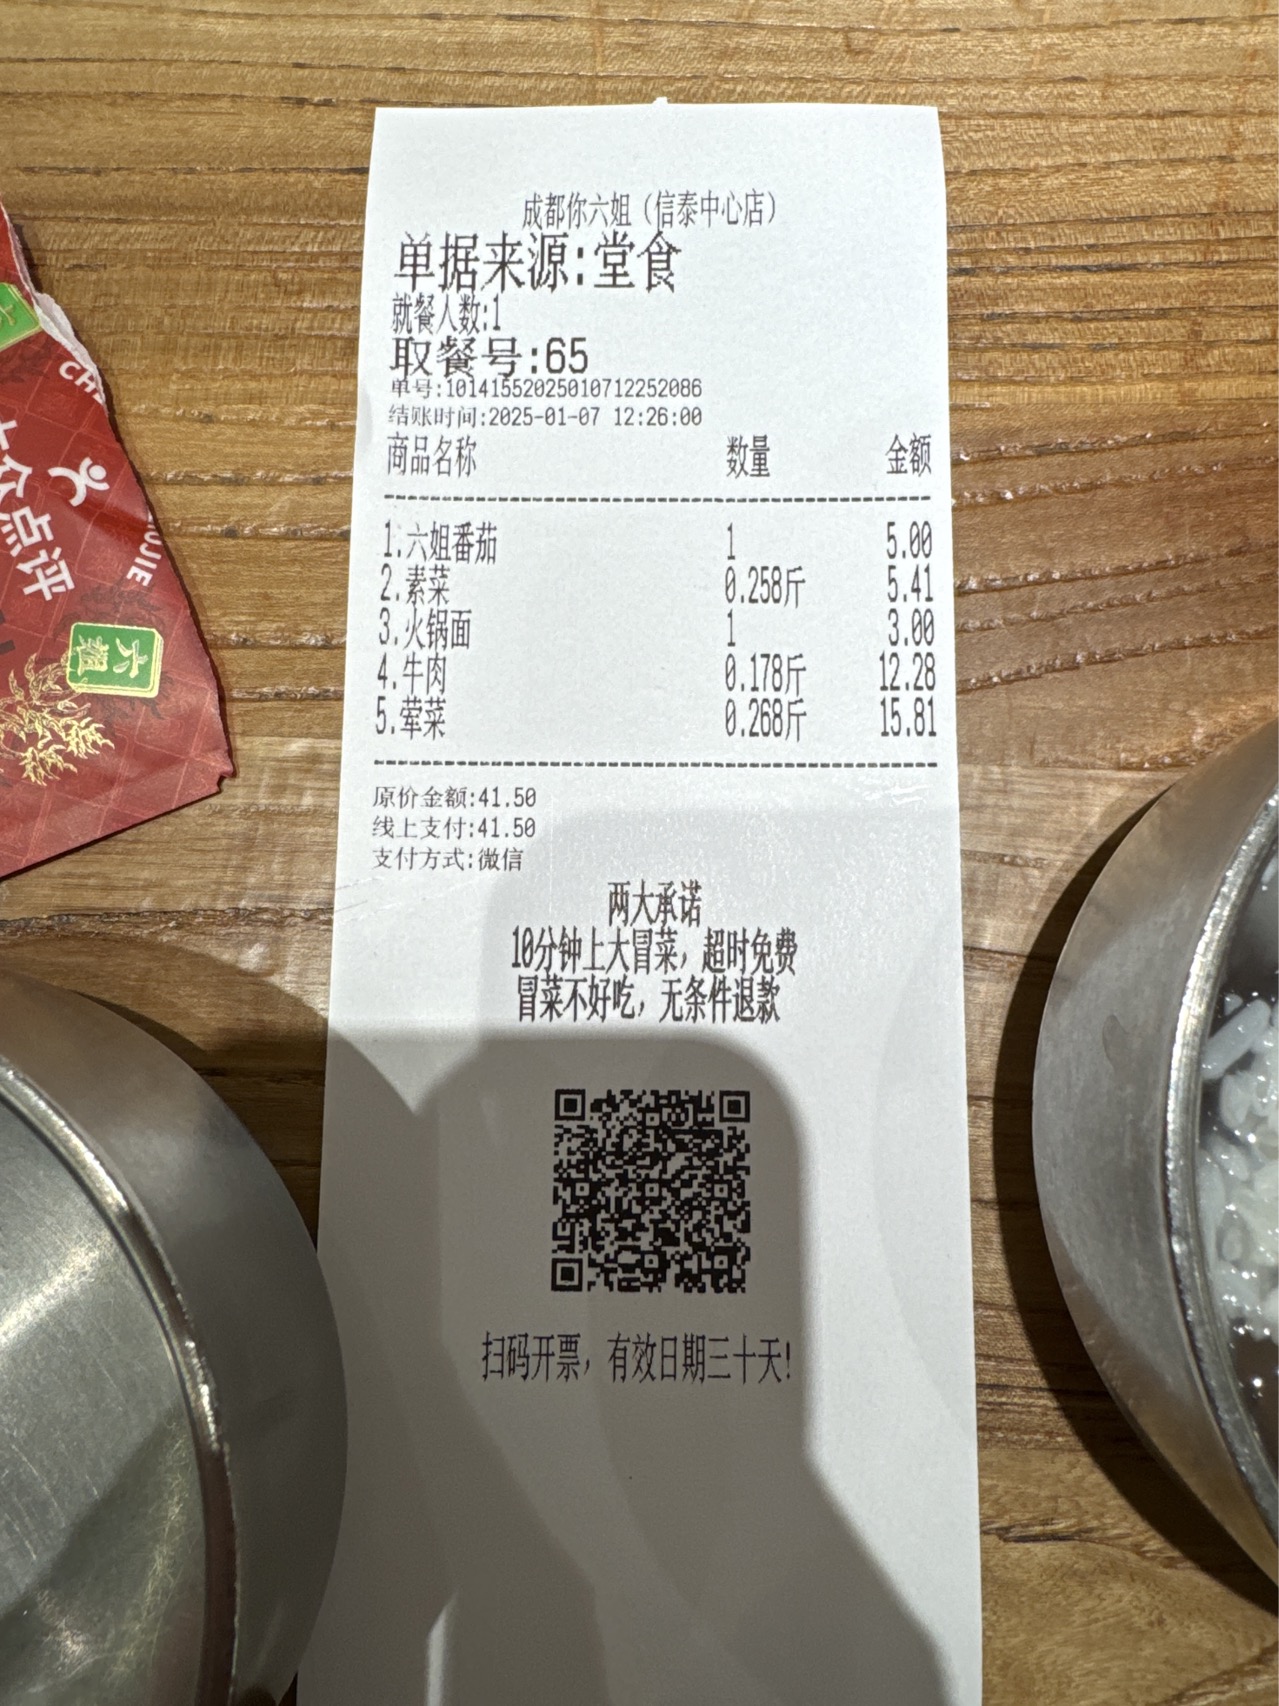 成都你六姐（信泰中心店）
单据来源:堂食
就餐人数:1
取餐号:65
单号:10141552025010712252086
结账时间:2025-01-07 12:26:00
商品名称 数量 金额
1.六姐番茄 1 5.00
2.素菜 0.258斤 5.41
3.火锅面 1 3.00
4.牛肉 0.178斤 12.28
5.荤菜 0.268斤 15.81
原价金额:41.50
线上支付:41.50
支付方式:微信
两大承诺
10分钟上大冒菜，超时免费
冒菜不好吃，无条件退款
扫码开票，有效日期三十天!
点评
六姐